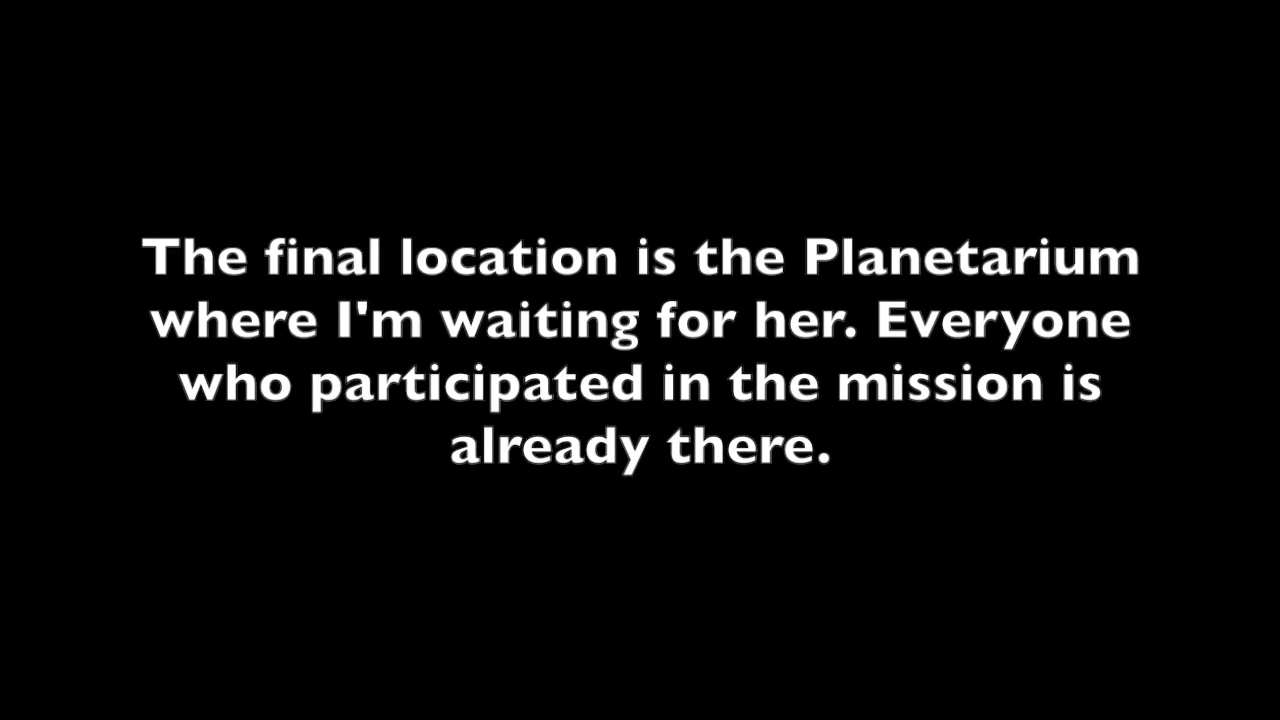 The final location is the Planetarium
where I'm waiting for her. Everyone
who participated in the mission is
already there.